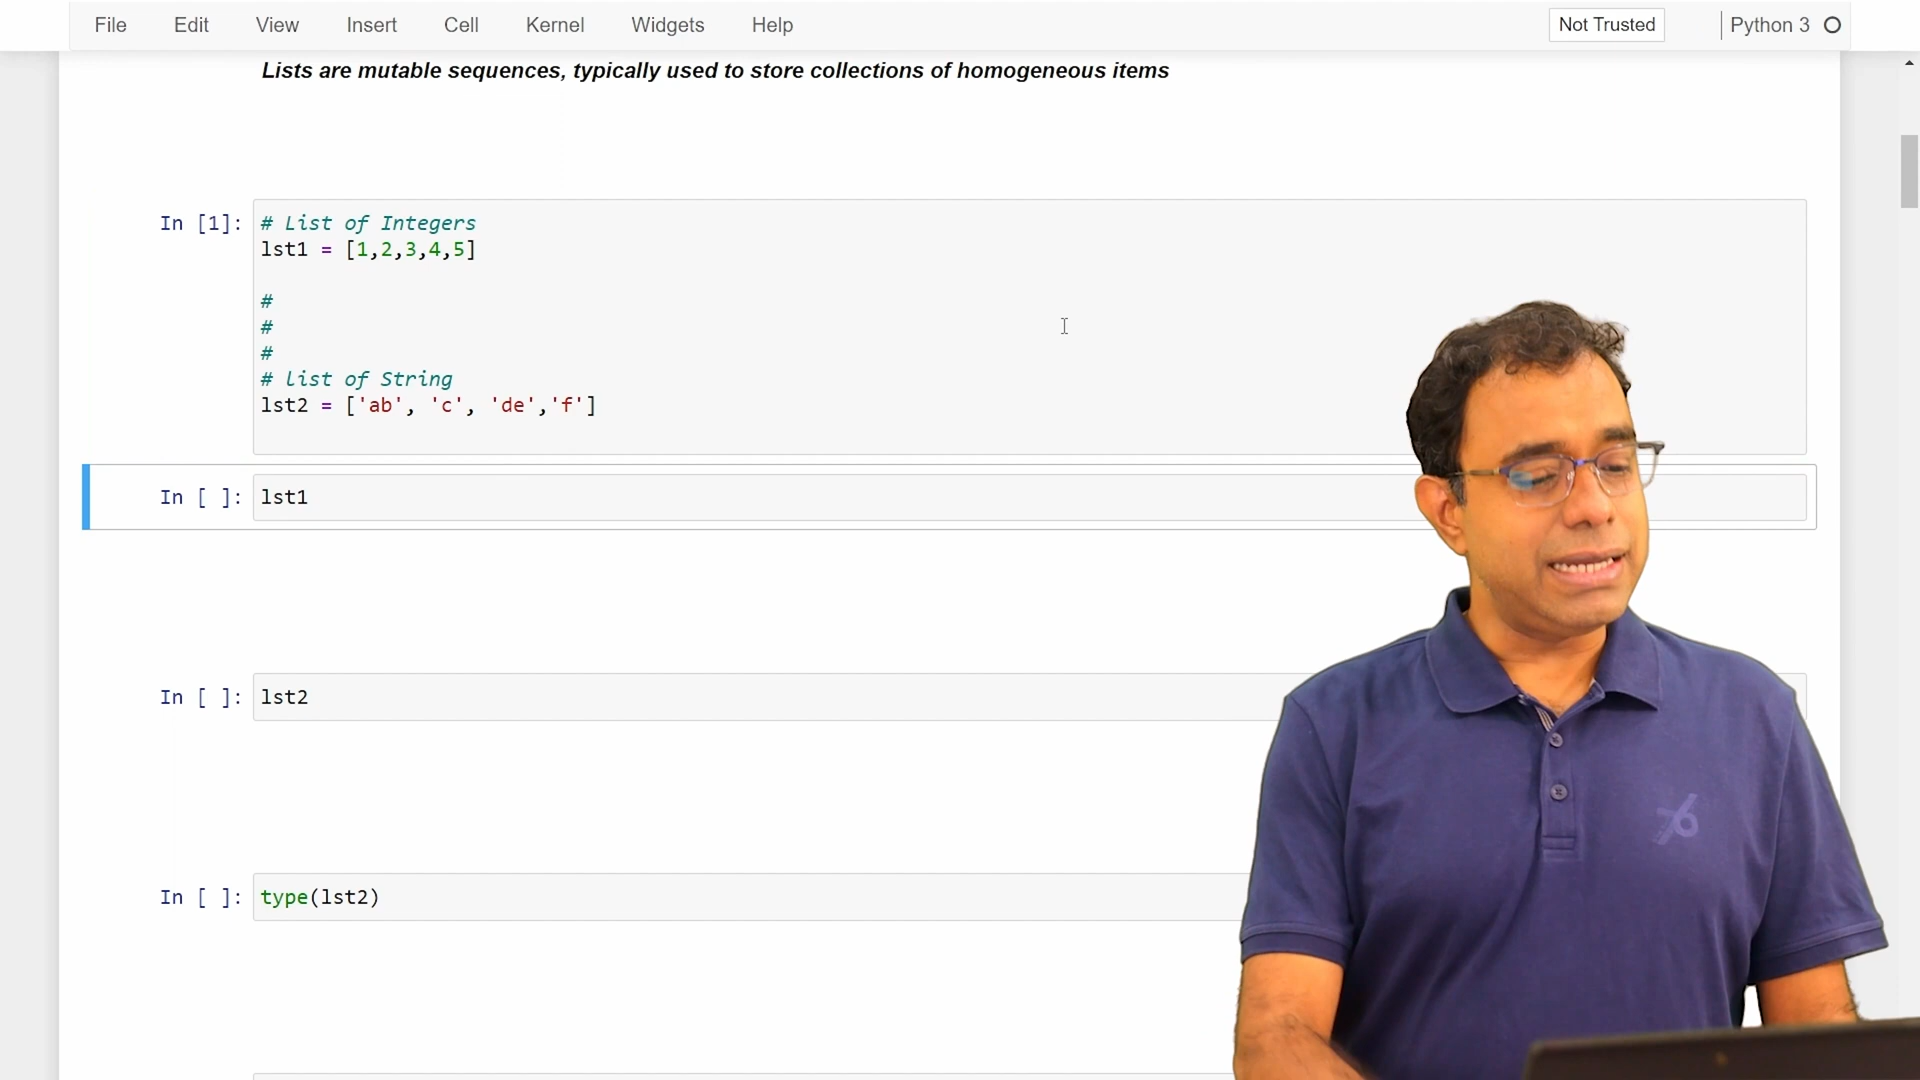 File Edit View Insert Cell Kernel Widgets Help Not Trusted Python 3
Lists are mutable sequences, typically used to store collections of homogeneous items
In [1]: # List of Integers
lst1 = [1,2,3,4,5]
#
#
#
# list of String
lst2 = ['ab', 'c', 'de','f']
In [ ]: lst1
In [ ]: lst2
In [ ]: type(lst2)
76